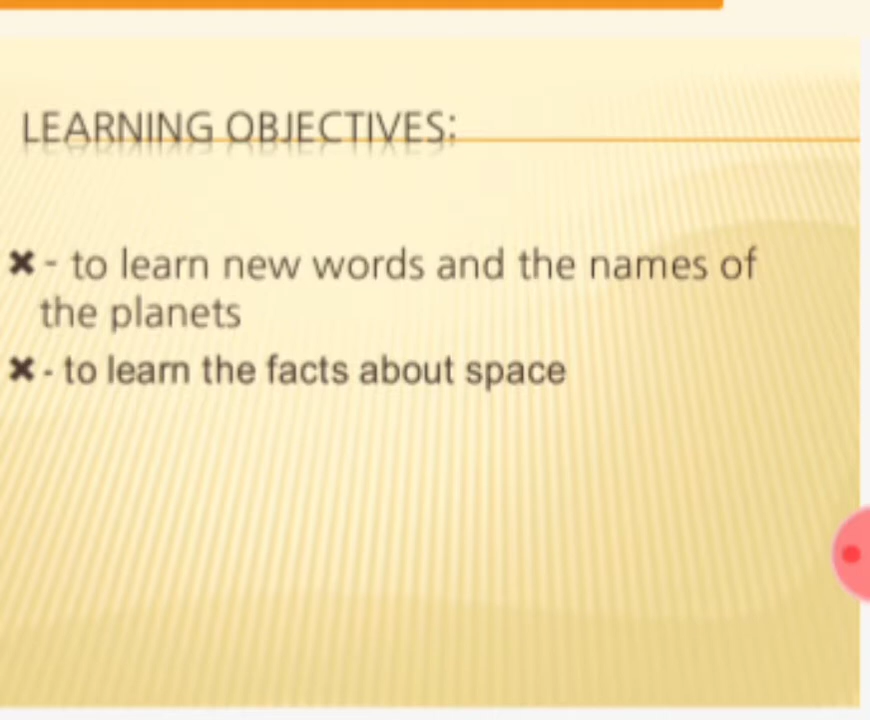 LEARNING OBJECTIVES:
- to learn new words and the names of
the planets
- to learn the facts about space